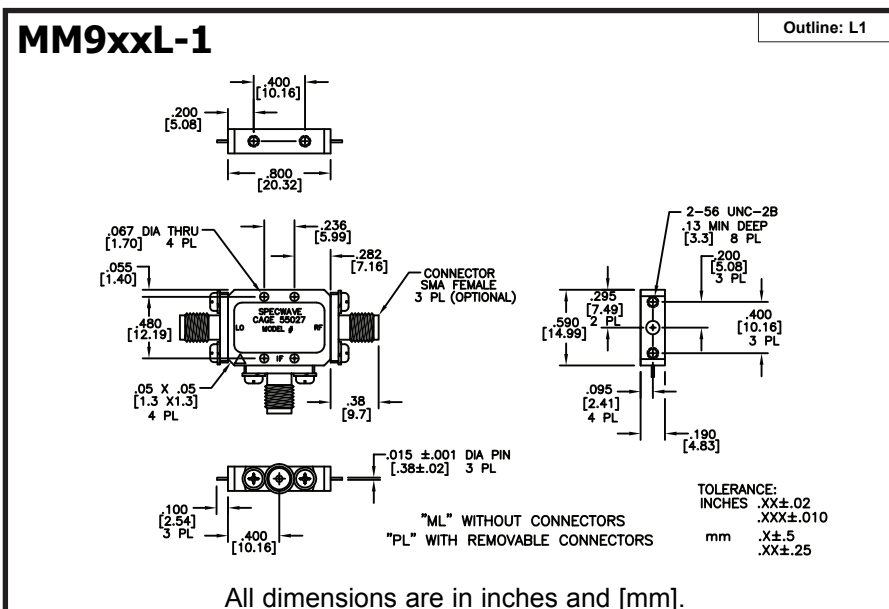 MM9xxL-1
Outline: L1
.400
[10.16]
.200
[5.08]
.800
[20.32]
.067 DIA THRU
[1.70] 4 PL
.236
[5.99]
.282
[7.16]
.055
[1.40]
CONNECTOR
SMA FEMALE
3 PL (OPTIONAL)
.480
[12.19]
SPECWAVE
CAGE 55027
MODEL #
LO
RF
IF
.05 X .05
[1.3 X1.3]
4 PL
.38
[9.7]
2-56 UNC-2B
.13 MIN DEEP
[3.3] 8 PL
.200
[5.08]
3 PL
.295
[7.49]
2 PL
.590
[14.99]
.400
[10.16]
3 PL
.095
[2.41]
4 PL
.190
[4.83]
.015 ±.001 DIA PIN
[.38±.02] 3 PL
.100
[2.54]
3 PL
.400
[10.16]
"ML" WITHOUT CONNECTORS
"PL" WITH REMOVABLE CONNECTORS
TOLERANCE:
INCHES .XX±.02
.XXX±.010
mm .X±.5
.XX±.25
All dimensions are in inches and [mm].